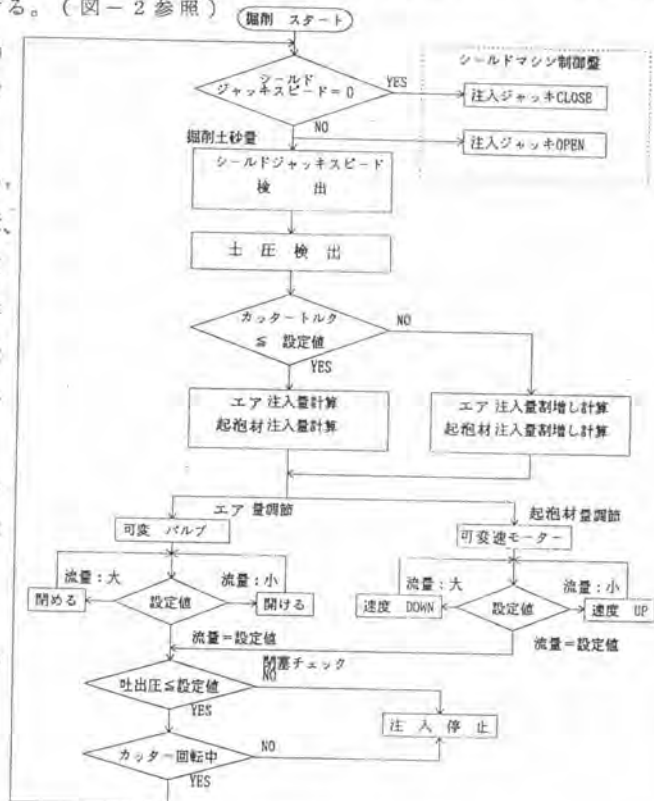 る。(図－2参照)
掘削 スタート
シールド
ジャッキスピード＝0
YES
NO
シールドマシン制御盤
注入ジャッキCLOSE
注入ジャッキOPEN
掘削土砂量
シールドジャッキスピード
検 出
土 圧 検 出
カッタートルク
≦ 設定値
NO
YES
エア 注入量計算
起泡材注入量計算
エア 注入量割増し計算
起泡材注入量割増し計算
エア 量調節
起泡材量調節
可変 バルブ
可変速モーター
流量：大
流量：小
流量：大
流量：小
閉める
設定値
開ける
速度 DOWN
設定値
速度 UP
流量＝設定値
流量＝設定値
閉塞チェック
吐出圧≦設定値
NO
YES
注 入 停 止
カッター回転中
NO
YES